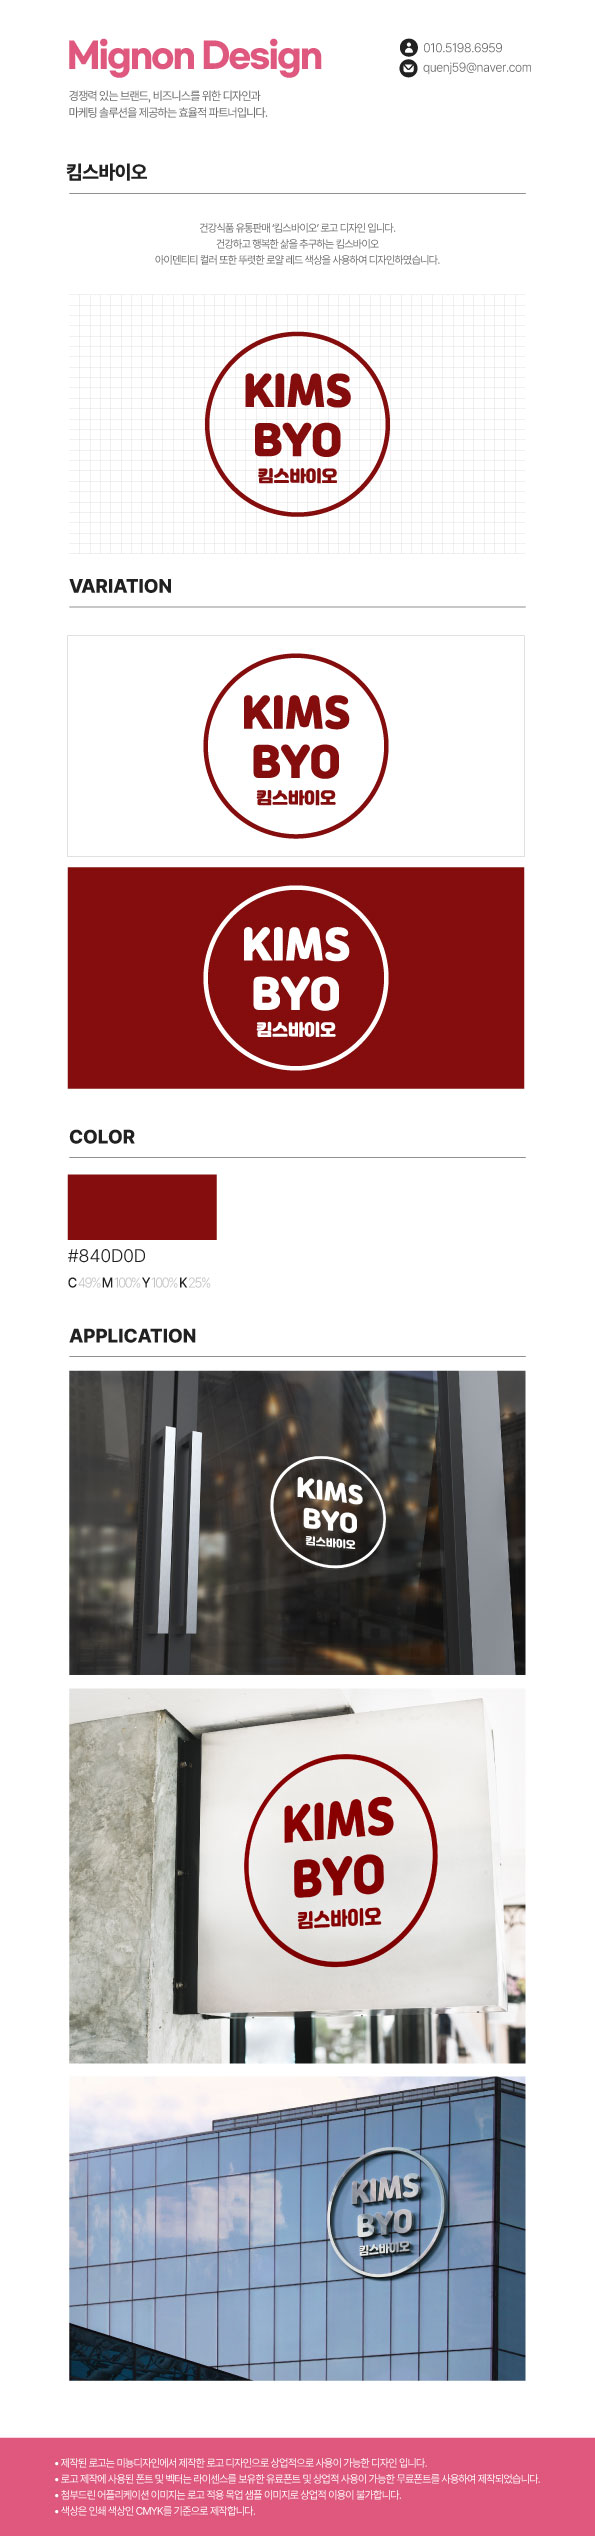 Mignon Design
010.5198.6959
quenj59@naver.com
경쟁력 있는 브랜드, 비즈니스를 위한 디자인과
마케팅 솔루션을 제공하는 효율적 파트너입니다.
킴스바이오
건강식품 유통판매 '킴스바이오' 로고 디자인 입니다.
건강하고 행복한 삶을 추구하는 킴스바이오
아이덴티티 컬러 또한 뚜렷한 로얄 레드 색상을 사용하여 디자인하였습니다.
KIMS
BYO
킴스바이오
VARIATION
KIMS
BYO
킴스바이오
KIMS
BYO
킴스바이오
COLOR
#840D0D
C 49% M 100% Y 100% K 25%
APPLICATION
KIMS
BYO
킴스바이오
KIMS
BYO
킴스바이오
KIMS
BYO
킴스바이오
• 제작된 로고는 미뇽디자인에서 제작한 로고 디자인으로 상업적으로 사용이 가능한 디자인 입니다.
• 로고 제작에 사용된 폰트 및 벡터는 라이센스를 보유한 유료폰트 및 상업적 사용이 가능한 무료폰트를 사용하여 제작되었습니다.
• 첨부드린 어플리케이션 이미지는 로고 적용 목업 샘플 이미지로 상업적 이용이 불가합니다.
• 색상은 인쇄 색상인 CMYK를 기준으로 제작합니다.